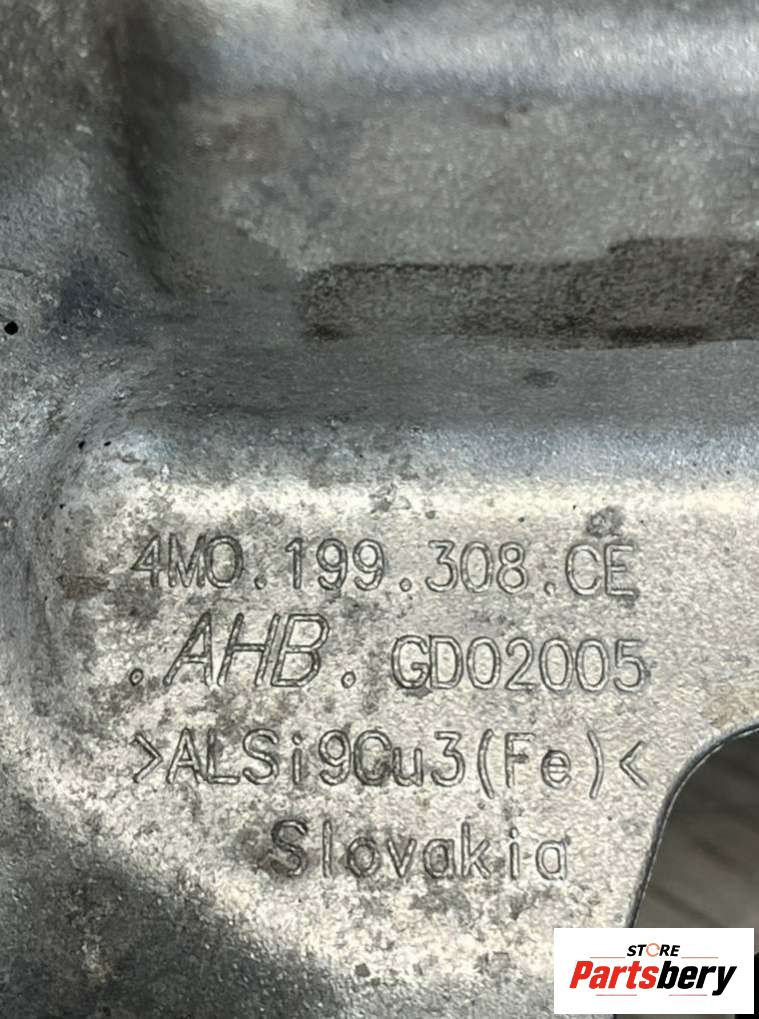 4M0.199.308.CE
.AHB. GD02005
>ALSi9Cu3(Fe)<
Slovakia
STORE
Partsbery